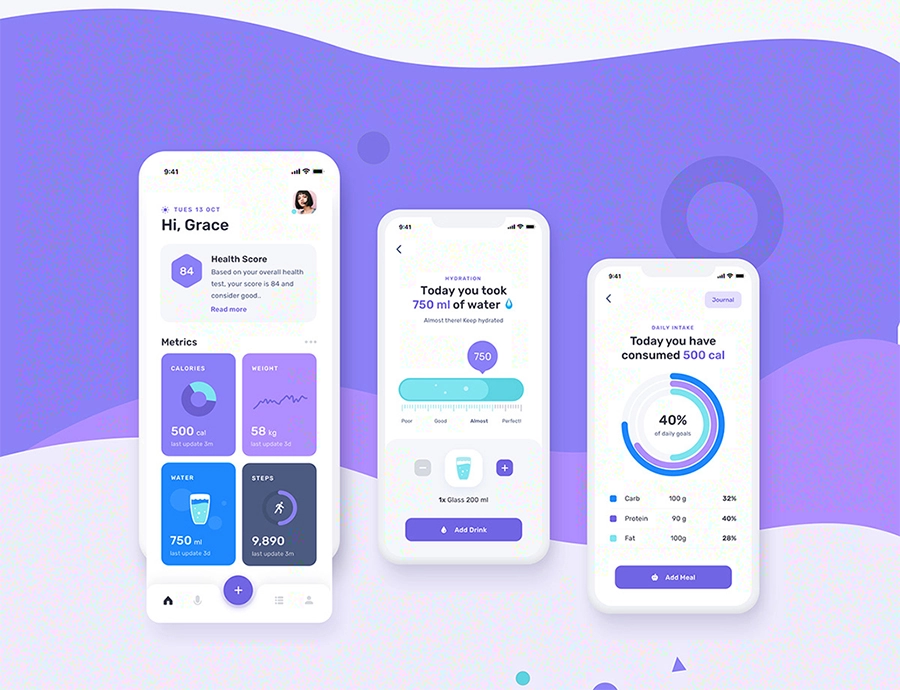 9:41
TUES 13 OCT
Hi, Grace
84
Health Score
Based on your overall health
test, your score is 84 and
consider good..
Read more
Metrics
CALORIES
500 cal
last update 3m
WEIGHT
58 kg
last update 3d
WATER
750 ml
last update 3d
STEPS
9,890
last update 3m
9:41
HYDRATION
Today you took
750 ml of water
Almost there! Keep hydrated
750
Poor Good Almost Perfect!
1x Glass 200 ml
Add Drink
9:41
Journal
DAILY INTAKE
Today you have
consumed 500 cal
40%
of daily goals
Carb 100 g 32%
Protein 90 g 40%
Fat 100g 28%
Add Meal